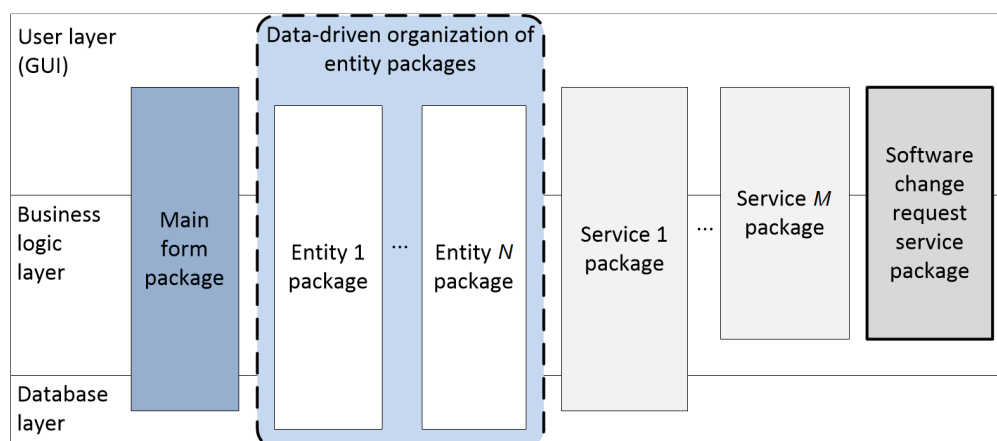 User layer
(GUI)
Data-driven organization of
entity packages
Business
logic
layer
Main
form
package
Entity 1
package
...
Entity N
package
Service 1
package
...
Service M
package
Software
change
request
service
package
Database
layer